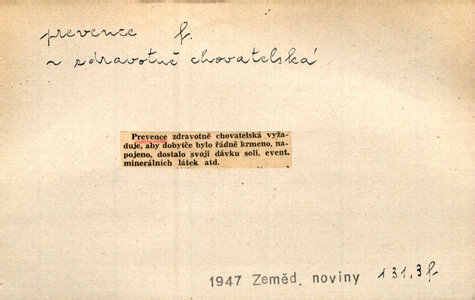 prevence f.
~ zdravotně chovatelská
Prevence zdravotně chovatelská vyža-
duje, aby dobytče bylo řádně krmeno, na-
pojeno, dostalo svoji dávku soli, event.
minerálních látek atd.
1947 Zeměd. noviny 131,3f